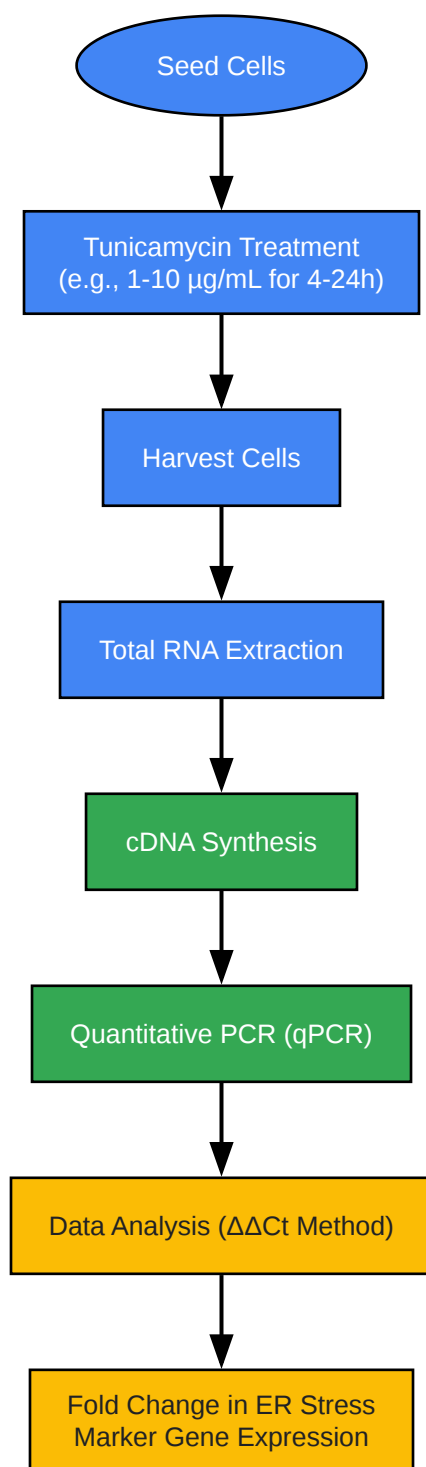 Seed Cells
Tunicamycin Treatment
(e.g., 1-10 µg/mL for 4-24h)
Harvest Cells
Total RNA Extraction
cDNA Synthesis
Quantitative PCR (qPCR)
Data Analysis (ΔΔCt Method)
Fold Change in ER Stress
Marker Gene Expression